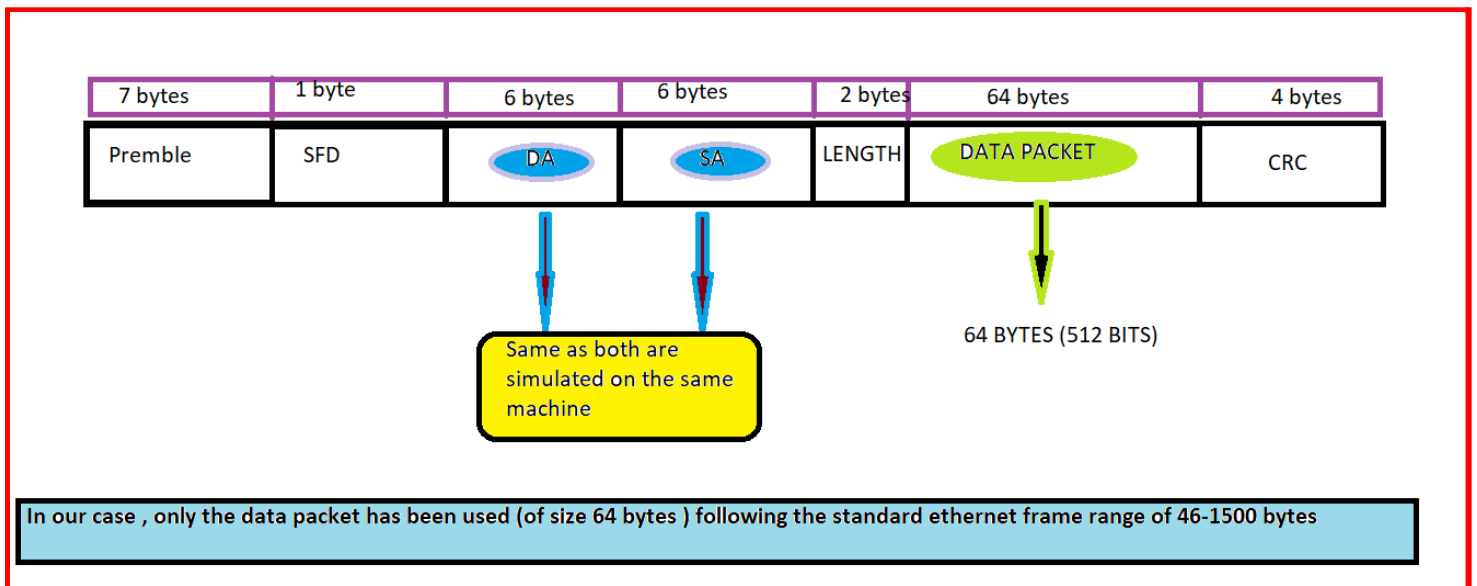 7 bytes
1 byte
6 bytes
6 bytes
2 bytes
64 bytes
4 bytes
Premble
SFD
DA
SA
LENGTH
DATA PACKET
CRC
Same as both are
simulated on the same
machine
64 BYTES (512 BITS)
In our case , only the data packet has been used (of size 64 bytes ) following the standard ethernet frame range of 46-1500 bytes